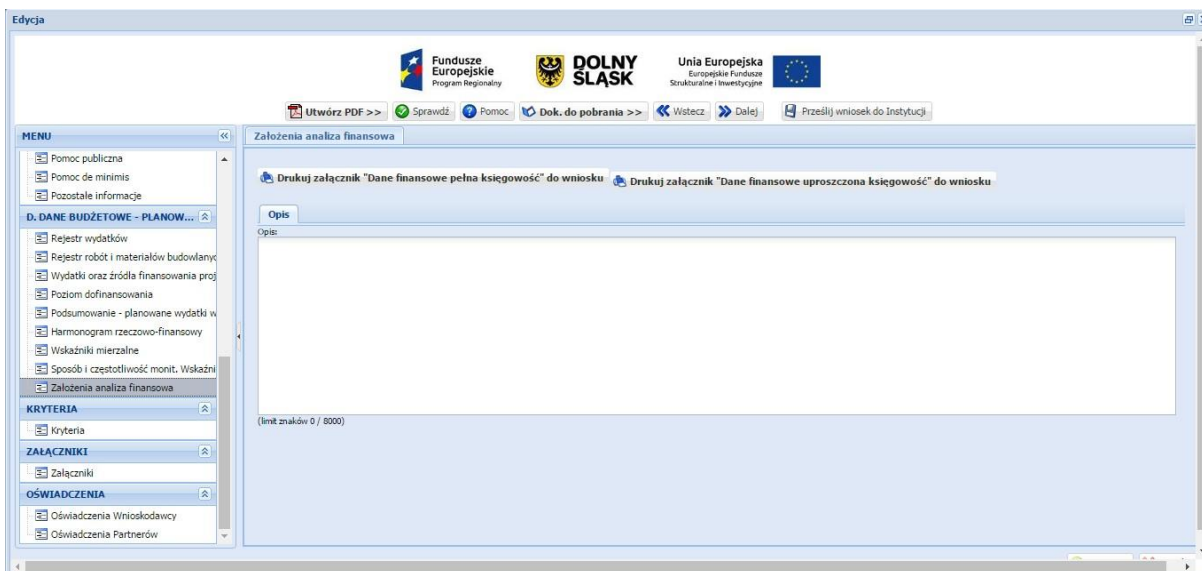 Edycja
Fundusze
Europejskie
Program Regionalny
DOLNY
ŚLĄSK
Unia Europejska
Europejskie Fundusze
Strukturalne i Inwestycyjne
Utwórz PDF >> Sprawdź Pomoc Dok. do pobrania >> Wstecz Dalej Prześlij wniosek do Instytucji
MENU
Pomoc publiczna
Pomoc de minimis
Pozostałe informacje
D. DANE BUDŻETOWE - PLANOW...
Rejestr wydatków
Rejestr robót i materiałów budowlany
Wydatki oraz źródła finansowania proj
Poziom dofinansowania
Podsumowanie - planowane wydatki w
Harmonogram rzeczowo-finansowy
Wskaźniki mierzalne
Sposób i częstotliwość monit. Wskaźni
Założenia analiza finansowa
KRYTERIA
Kryteria
ZAŁĄCZNIKI
Załączniki
OŚWIADCZENIA
Oświadczenia Wnioskodawcy
Oświadczenia Partnerów
Założenia analiza finansowa
Drukuj załącznik "Dane finansowe pełna księgowość" do wniosku Drukuj załącznik "Dane finansowe uproszczona księgowość" do wniosku
Opis
Opis:
(limit znaków 0 / 8000)